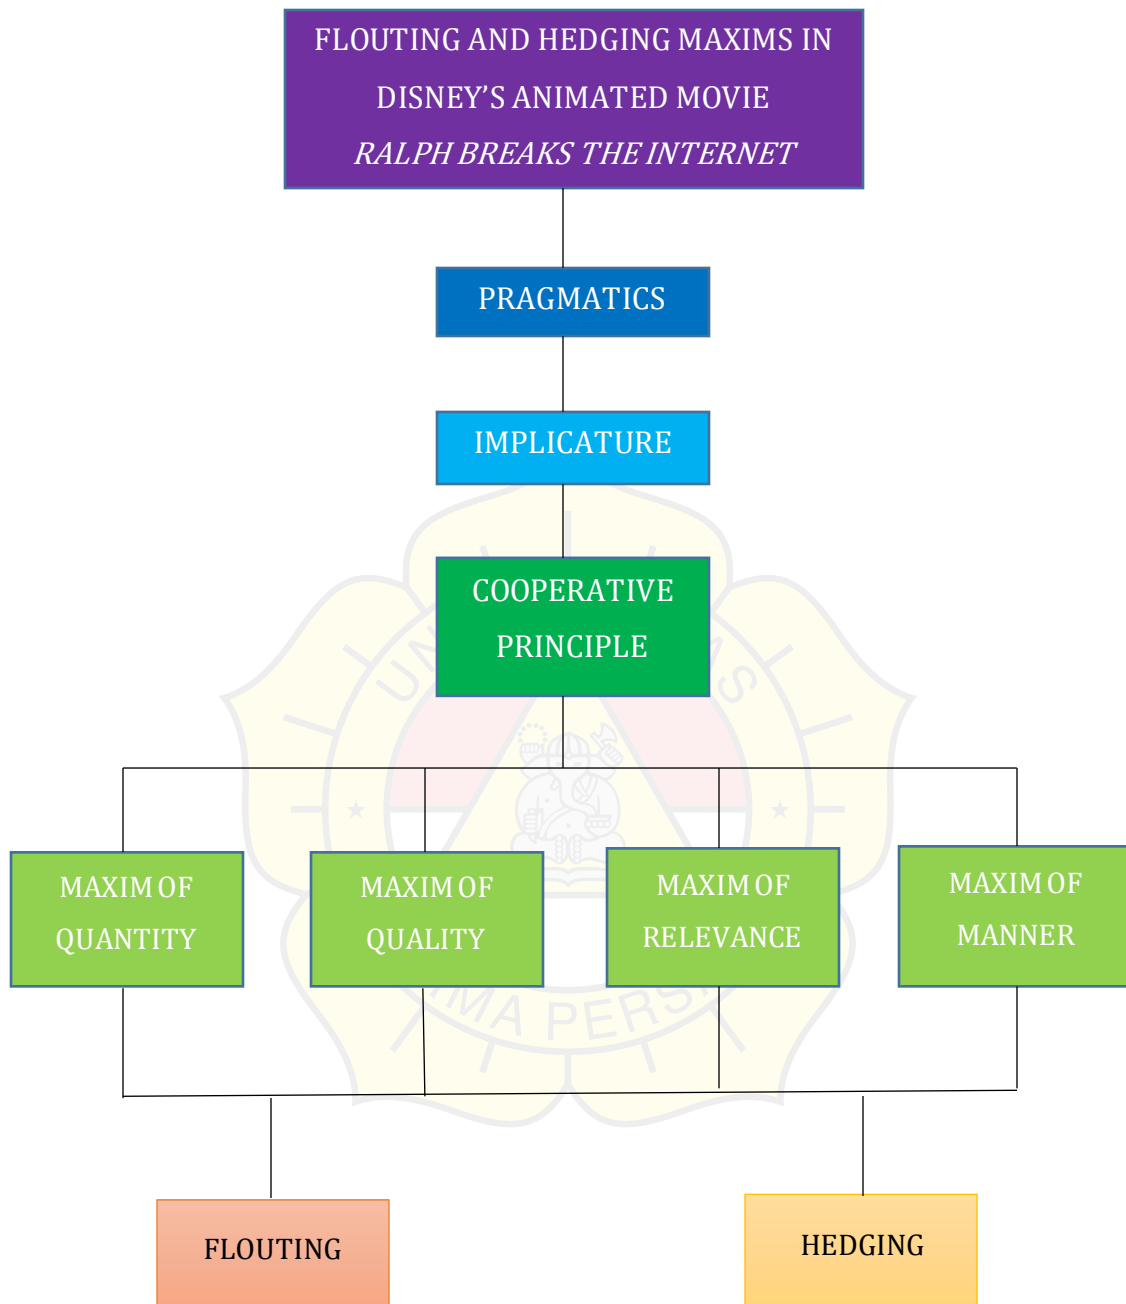 FLOUTING AND HEDGING MAXIMS IN
DISNEY’S ANIMATED MOVIE
RALPH BREAKS THE INTERNET
PRAGMATICS
IMPLICATURE
COOPERATIVE
PRINCIPLE
MAXIM OF
QUANTITY
MAXIM OF
QUALITY
MAXIM OF
RELEVANCE
MAXIM OF
MANNER
FLOUTING
HEDGING